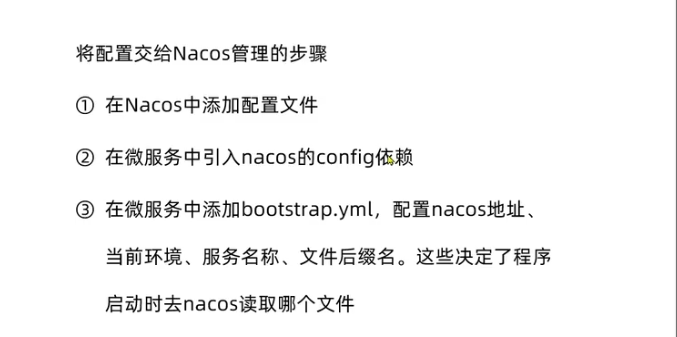 将配置交给Nacos管理的步骤
① 在Nacos中添加配置文件
② 在微服务中引入nacos的config依赖
③ 在微服务中添加bootstrap.yml，配置nacos地址、
当前环境、服务名称、文件后缀名。这些决定了程序
启动时去nacos读取哪个文件